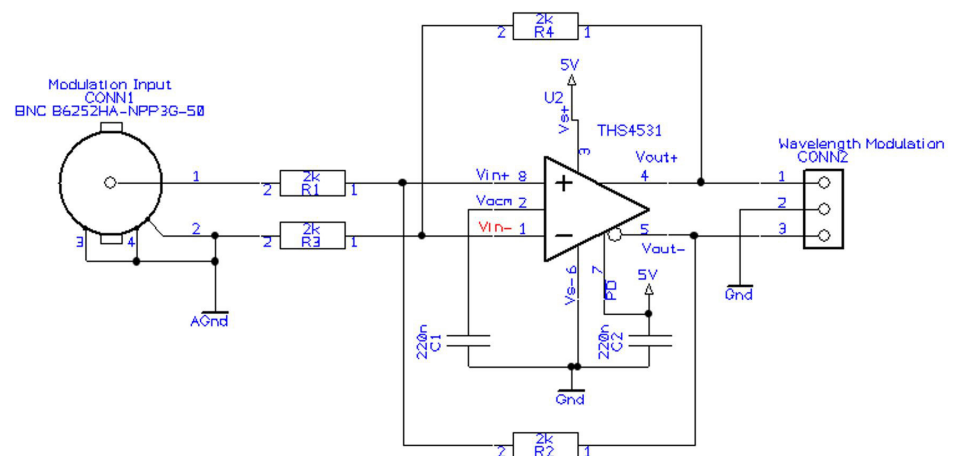 2k
2 R4 1
5V
U2
Vs+
3
THS4531
Modulation Input
CONN1
BNC B6252HA-NPP3G-50
Wavelength Modulation
CONN2
Vout+
4
1
2
3
1
2k
2 R1 1
Vin+ 8
Vocm 2
Vin- 1
2
2k
2 R3 1
3 4
5
Vout-
Vs- 6
7
PD
5V
AGnd
Gnd
220n
C1
220n
C2
Gnd
2k
2 R2 1